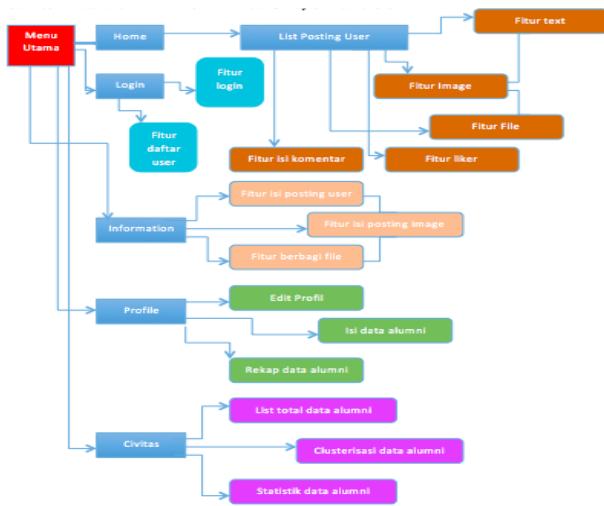 Menu
Utama
Home
List Posting User
Fitur text
Login
Fitur
login
Fitur Image
Fitur
daftar
user
Fitur File
Fitur isi komentar
Fitur liker
Information
Fitur isi posting user
Fitur isi posting image
Fitur berbagi file
Profile
Edit Profil
Isi data alumni
Rekap data alumni
Civitas
List total data alumni
Clusterisasi data alumni
Statistik data alumni